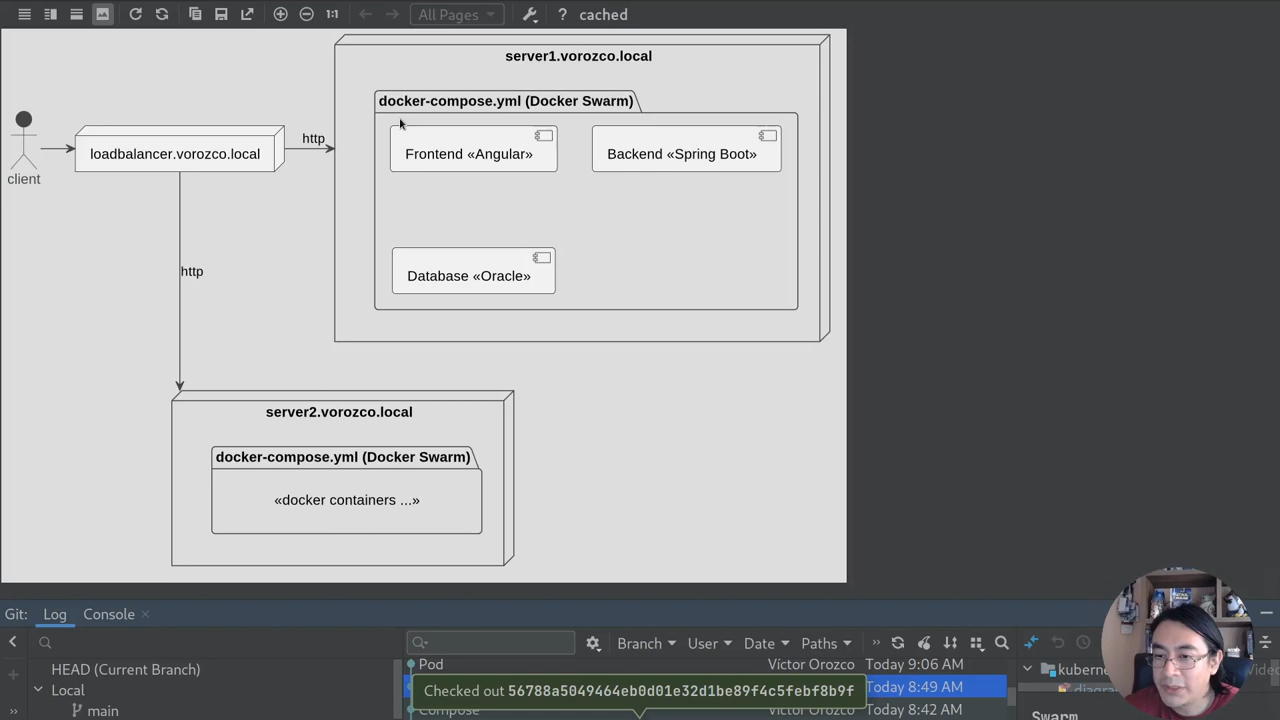 1:1
All Pages
? cached
server1.vorozco.local
docker-compose.yml (Docker Swarm)
http
Frontend «Angular»
Backend «Spring Boot»
loadbalancer.vorozco.local
client
http
Database «Oracle»
server2.vorozco.local
docker-compose.yml (Docker Swarm)
«docker containers ...»
Git:
Log
Console
Branch
User
Date
Paths
HEAD (Current Branch)
Local
main
Pod
Víctor Orozco
Today 9:06 AM
Today 8:49 AM
Checked out 56788a5049464eb0d01e32d1be89f4c5febf8b9f
Compose
Víctor Orozco
Today 8:42 AM
Swarm